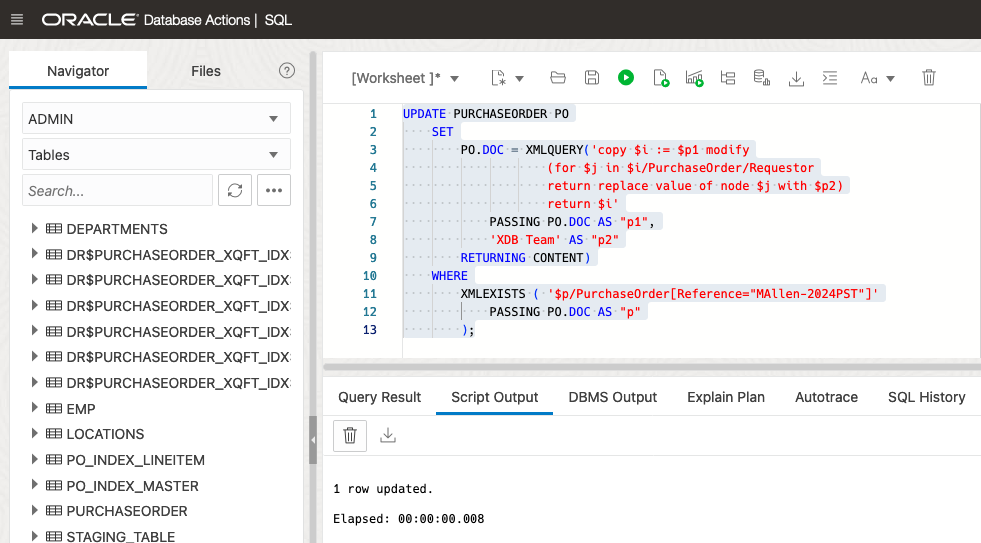 ORACLE Database Actions | SQL
Navigator
Files
ADMIN
Tables
Search...
DEPARTMENTS
DR$PURCHASEORDER_XQFT_IDX
DR$PURCHASEORDER_XQFT_IDX
DR$PURCHASEORDER_XQFT_IDX
DR$PURCHASEORDER_XQFT_IDX
DR$PURCHASEORDER_XQFT_IDX
DR$PURCHASEORDER_XQFT_IDX
EMP
LOCATIONS
PO_INDEX_LINEITEM
PO_INDEX_MASTER
PURCHASEORDER
STAGING_TABLE
[Worksheet ]*
Aa
1 UPDATE PURCHASEORDER PO
2 SET
3 PO.DOC = XMLQUERY('copy $i := $p1 modify
4 (for $j in $i/PurchaseOrder/Requestor
5 return replace value of node $j with $p2)
6 return $i'
7 PASSING PO.DOC AS "p1",
8 'XDB Team' AS "p2"
9 RETURNING CONTENT)
10 WHERE
11 XMLEXISTS ( '$p/PurchaseOrder[Reference="MAllen-2024PST"]'
12 PASSING PO.DOC AS "p"
13 );
Query Result
Script Output
DBMS Output
Explain Plan
Autotrace
SQL History
1 row updated.
Elapsed: 00:00:00.008